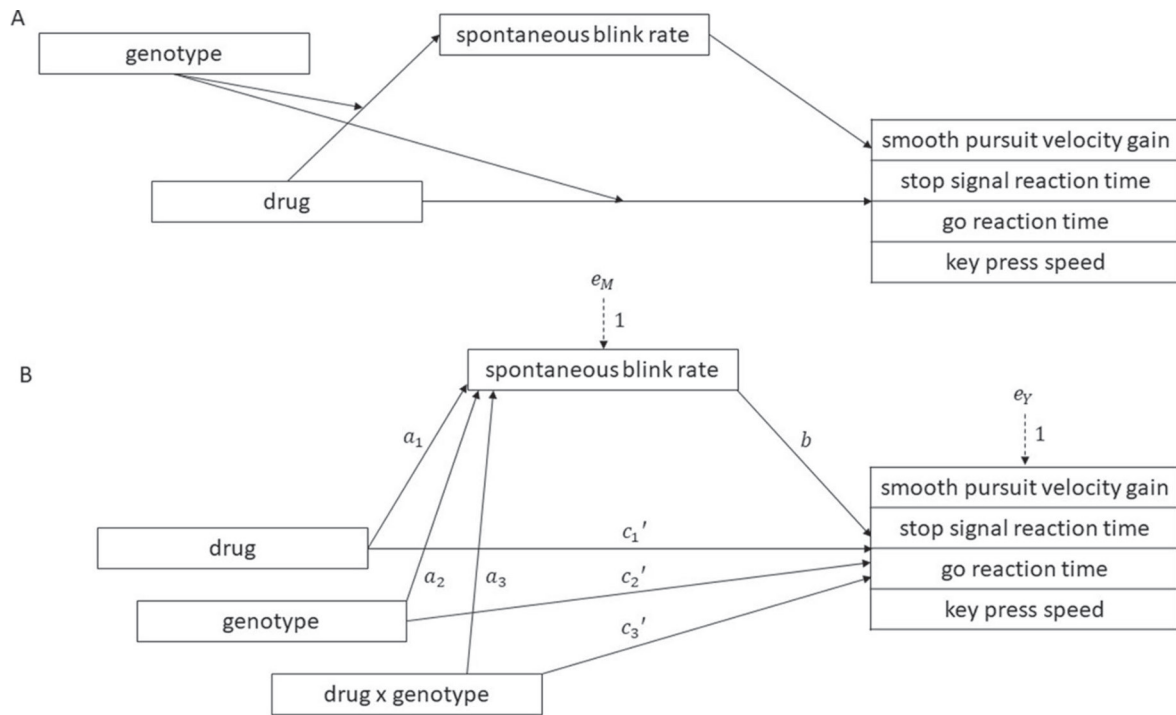 A
genotype
spontaneous blink rate
drug
smooth pursuit velocity gain
stop signal reaction time
go reaction time
key press speed
B
e_M
1
spontaneous blink rate
e_Y
1
a_1
b
drug
c_1'
a_2
a_3
c_2'
genotype
c_3'
drug x genotype
smooth pursuit velocity gain
stop signal reaction time
go reaction time
key press speed